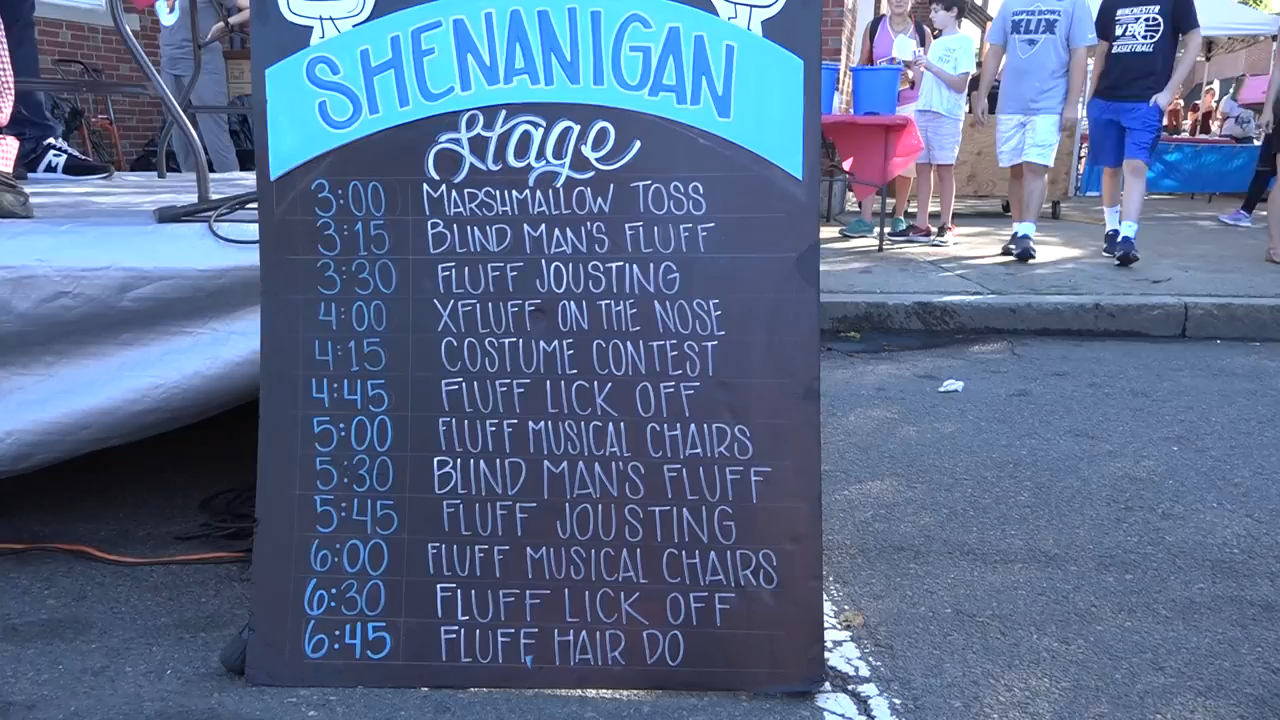 SHENANIGAN
Stage
3:00 MARSHMALLOW TOSS
3:15 BLIND MAN'S FLUFF
3:30 FLUFF JOUSTING
4:00 XFLUFF ON THE NOSE
4:15 COSTUME CONTEST
4:45 FLUFF LICK OFF
5:00 FLUFF MUSICAL CHAIRS
5:30 BLIND MAN'S FLUFF
5:45 FLUFF JOUSTING
6:00 FLUFF MUSICAL CHAIRS
6:30 FLUFF LICK OFF
6:45 FLUFF HAIR DO
SUPER BOWL
XLIX
WINCHESTER
WBA
BASKETBALL